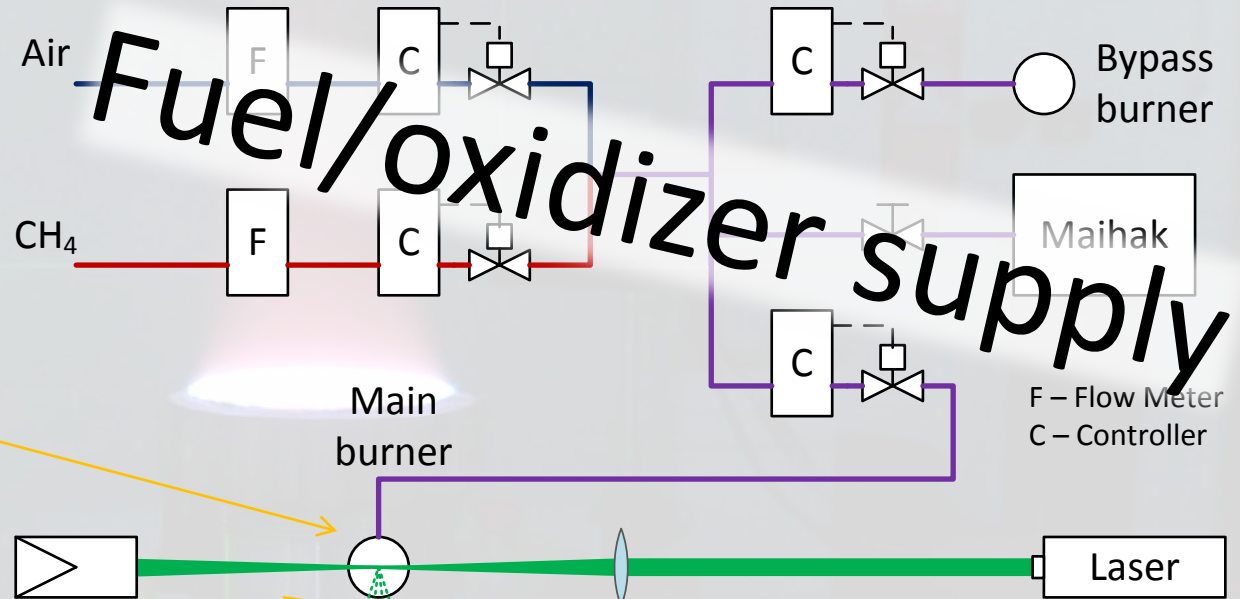 Air
F
C
C
Bypass
burner
Fuel/oxidizer supply
CH₄
F
C
Maihak
C
F – Flow Meter
C – Controller
Main
burner
Laser